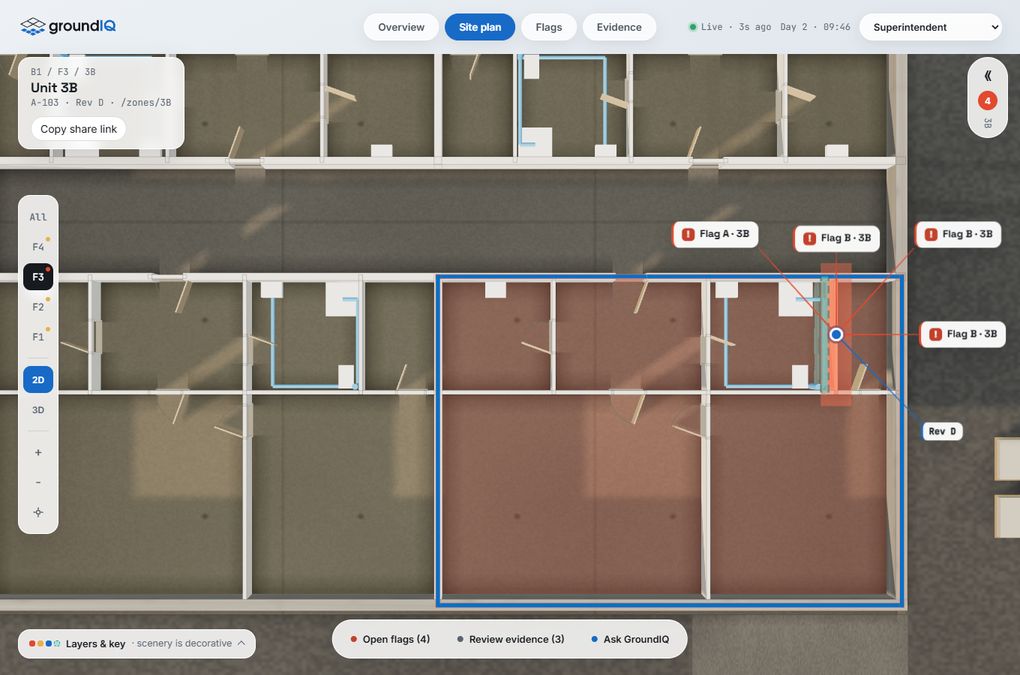 groundIQ
Overview
Site plan
Flags
Evidence
Live · 3s ago
Day 2 · 09:46
Superintendent
B1 / F3 / 3B
Unit 3B
A-103 · Rev D · /zones/3B
Copy share link
4
3B
All
F4
F3
F2
F1
2D
3D
+
-
Flag A · 3B
Flag B · 3B
Flag B · 3B
Flag B · 3B
Rev D
Layers & key · scenery is decorative
Open flags (4)
Review evidence (3)
Ask GroundIQ